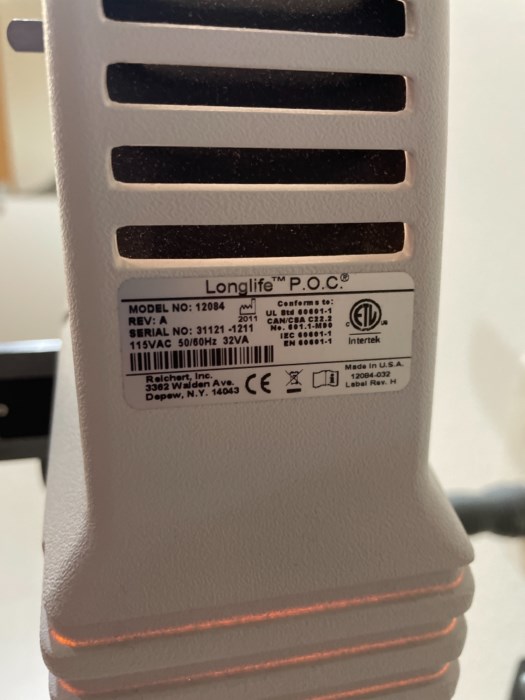 Longlife™ P.O.C.®
MODEL NO: 12084
REV: A
2011
SERIAL NO: 31121 -1211
115VAC 50/60Hz 32VA
Conforms to:
UL Std 60601-1
CAN/CSA C22.2
No. 601.1-M90
IEC 60601-1
EN 60601-1
C ETL US
Intertek
Reichert, Inc.
3362 Walden Ave.
Depew, N.Y. 14043
CE
Made in U.S.A.
12084-032
Label Rev. H